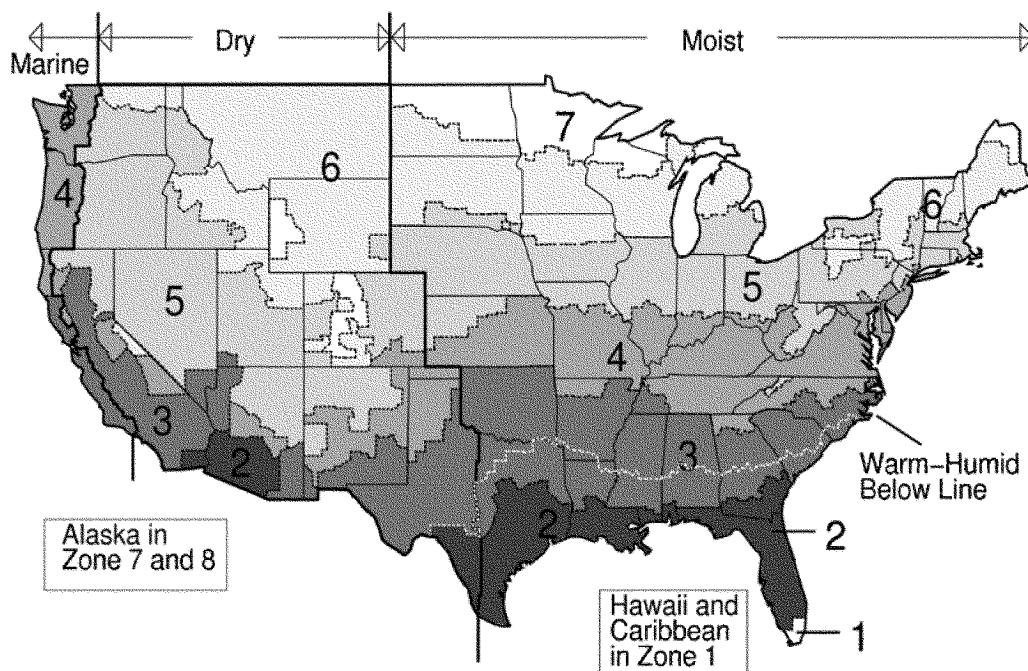 Dry
Moist
Marine
7
6
4
6
5
5
4
3
3
2
Warm–Humid
Below Line
2
2
Alaska in
Zone 7 and 8
Hawaii and
Caribbean
in Zone 1
1